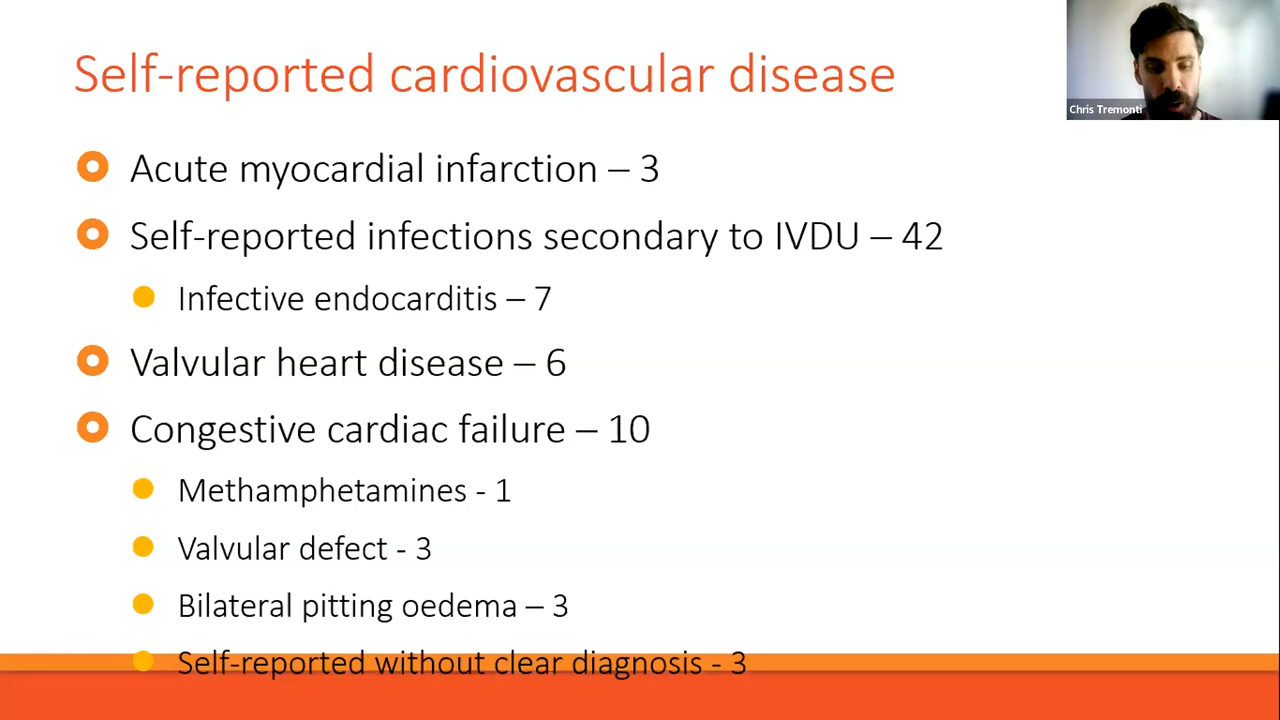 Self-reported cardiovascular disease
Chris Tremonti
Acute myocardial infarction – 3
Self-reported infections secondary to IVDU – 42
Infective endocarditis – 7
Valvular heart disease – 6
Congestive cardiac failure – 10
Methamphetamines - 1
Valvular defect - 3
Bilateral pitting oedema – 3
Self-reported without clear diagnosis - 3